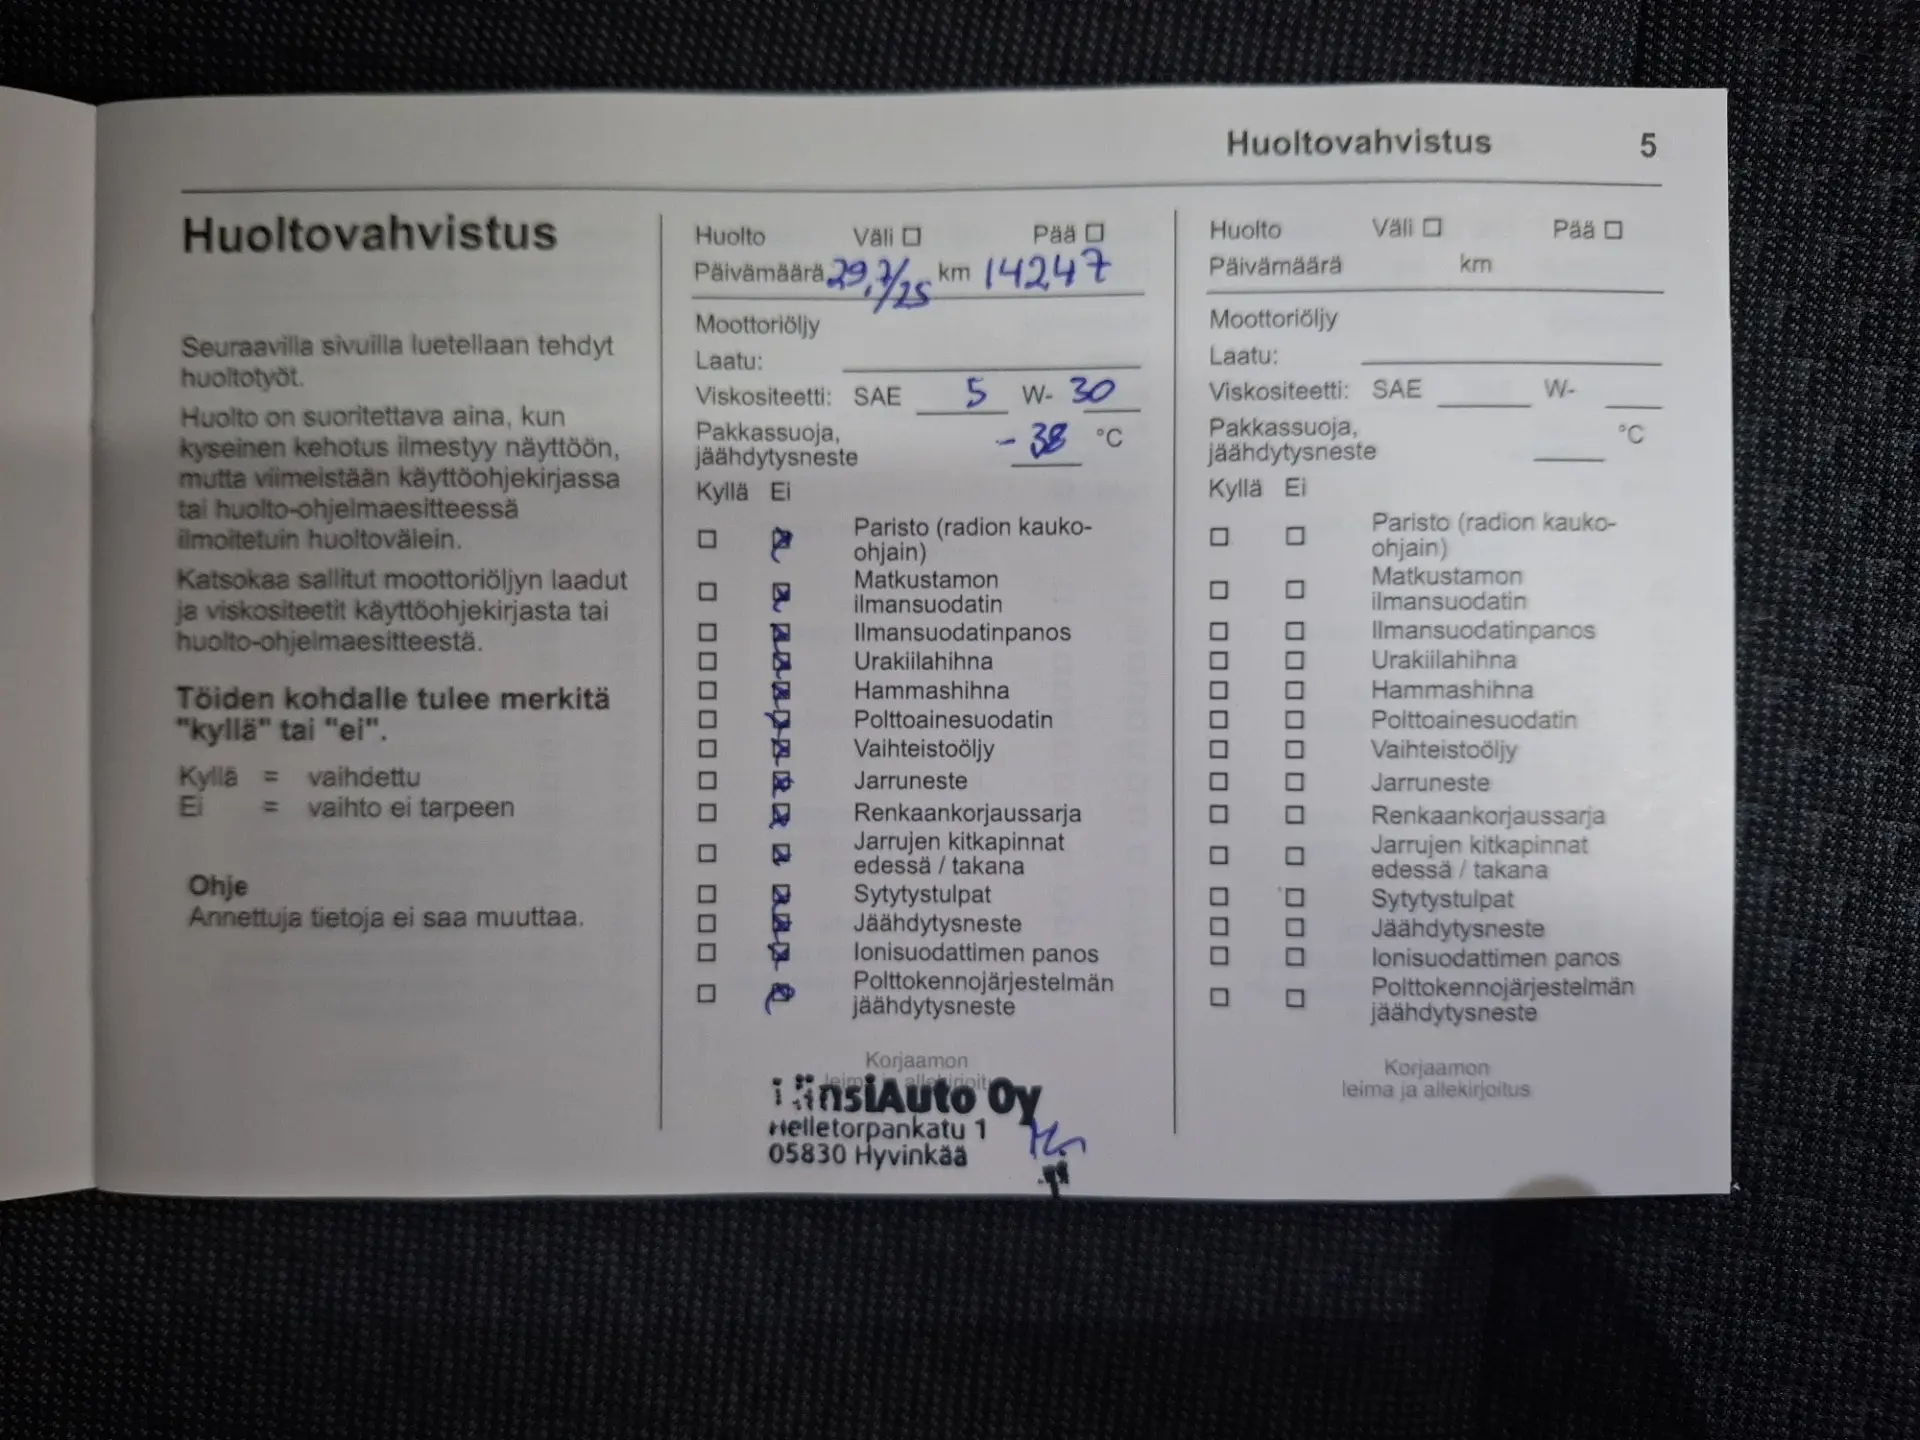 Huoltovahvistus 5
Huoltovahvistus
Seuraavilla sivuilla luetellaan tehdyt
huoltotyöt.
Huolto on suoritettava aina, kun
kyseinen kehotus ilmestyy näyttöön,
mutta viimeistään käyttöohjekirjassa
tai huolto-ohjelmaesitteessä
ilmoitetuin huoltovälein.
Katsokaa sallitut moottoriöljyn laadut
ja viskositeetit käyttöohjekirjasta tai
huolto-ohjelmaesitteestä.
Töiden kohdalle tulee merkitä
"kyllä" tai "ei".
Kyllä = vaihdettu
Ei = vaihto ei tarpeen
Ohje
Annettuja tietoja ei saa muuttaa.
Huolto Väli Pää
Päivämäärä 29.7/25 km 14247
Moottoriöljy
Laatu:
Viskositeetti: SAE 5 W- 30
Pakkassuoja,
jäähdytysneste - 38 °C
Kyllä Ei
Paristo (radion kauko-
ohjain)
Matkustamon
ilmansuodatin
Ilmansuodatinpanos
Urakiilahihna
Hammashihna
Polttoainesuodatin
Vaihteistoöljy
Jarruneste
Renkaankorjaussarja
Jarrujen kitkapinnat
edessä / takana
Sytytystulpat
Jäähdytysneste
Ionisuodattimen panos
Polttokennojärjestelmän
jäähdytysneste
Korjaamon
LänsiAuto Oy
Helletorpankatu 1
05830 Hyvinkää
Huolto Väli Pää
Päivämäärä km
Moottoriöljy
Laatu:
Viskositeetti: SAE W-
Pakkassuoja,
jäähdytysneste °C
Kyllä Ei
Paristo (radion kauko-
ohjain)
Matkustamon
ilmansuodatin
Ilmansuodatinpanos
Urakiilahihna
Hammashihna
Polttoainesuodatin
Vaihteistoöljy
Jarruneste
Renkaankorjaussarja
Jarrujen kitkapinnat
edessä / takana
Sytytystulpat
Jäähdytysneste
Ionisuodattimen panos
Polttokennojärjestelmän
jäähdytysneste
Korjaamon
leima ja allekirjoitus